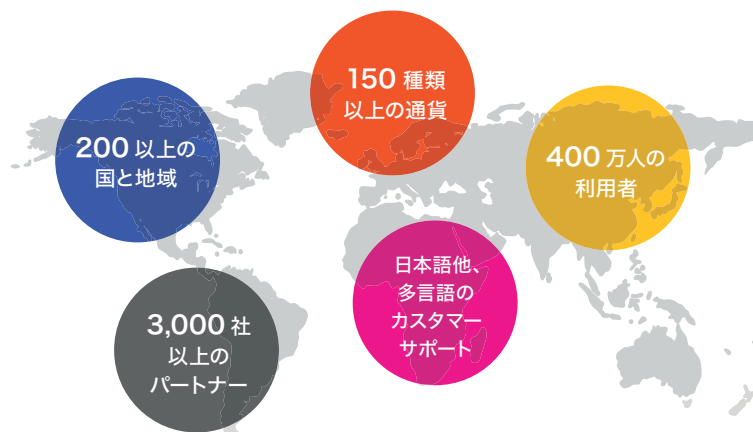 150 種類
以上の通貨
200 以上の
国と地域
400 万人の
利用者
日本語他、
多言語の
カスタマー
サポート
3,000 社
以上の
パートナー